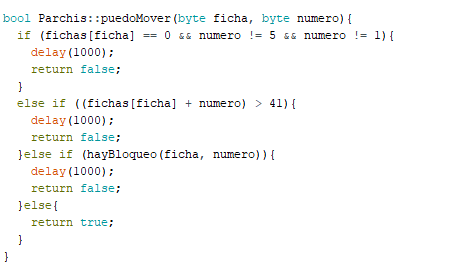 bool Parchis::puedoMover(byte ficha, byte numero){
  if (fichas[ficha] == 0 && numero != 5 && numero != 1){
    delay(1000);
    return false;
  }
  else if ((fichas[ficha] + numero) > 41){
    delay(1000);
    return false;
  }else if (hayBloqueo(ficha, numero)){
    delay(1000);
    return false;
  }else{
    return true;
  }
}